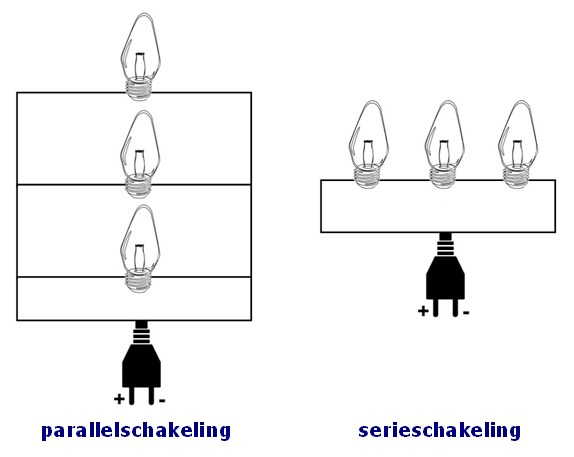 + -
+ -
parallelschakeling
serieschakeling